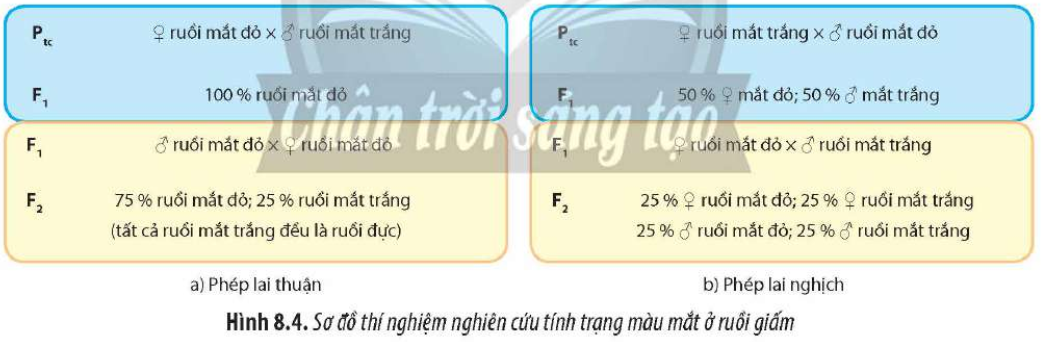 P tc ♀ ruồi mắt đỏ × ♂ ruồi mắt trắng
F1 100 % ruồi mắt đỏ
F1 ♂ ruồi mắt đỏ × ♀ ruồi mắt đỏ
F2 75 % ruồi mắt đỏ; 25 % ruồi mắt trắng
(tất cả ruồi mắt trắng đều là ruồi đực)
a) Phép lai thuận
P tc ♀ ruồi mắt trắng × ♂ ruồi mắt đỏ
F1 50 % ♀ mắt đỏ; 50 % ♂ mắt trắng
F1 ♀ ruồi mắt đỏ × ♂ ruồi mắt trắng
F2 25 % ♀ ruồi mắt đỏ; 25 % ♀ ruồi mắt trắng
25 % ♂ ruồi mắt đỏ; 25 % ♂ ruồi mắt trắng
b) Phép lai nghịch
Chân trời sáng tạo
Hình 8.4. Sơ đồ thí nghiệm nghiên cứu tính trạng màu mắt ở ruồi giấm